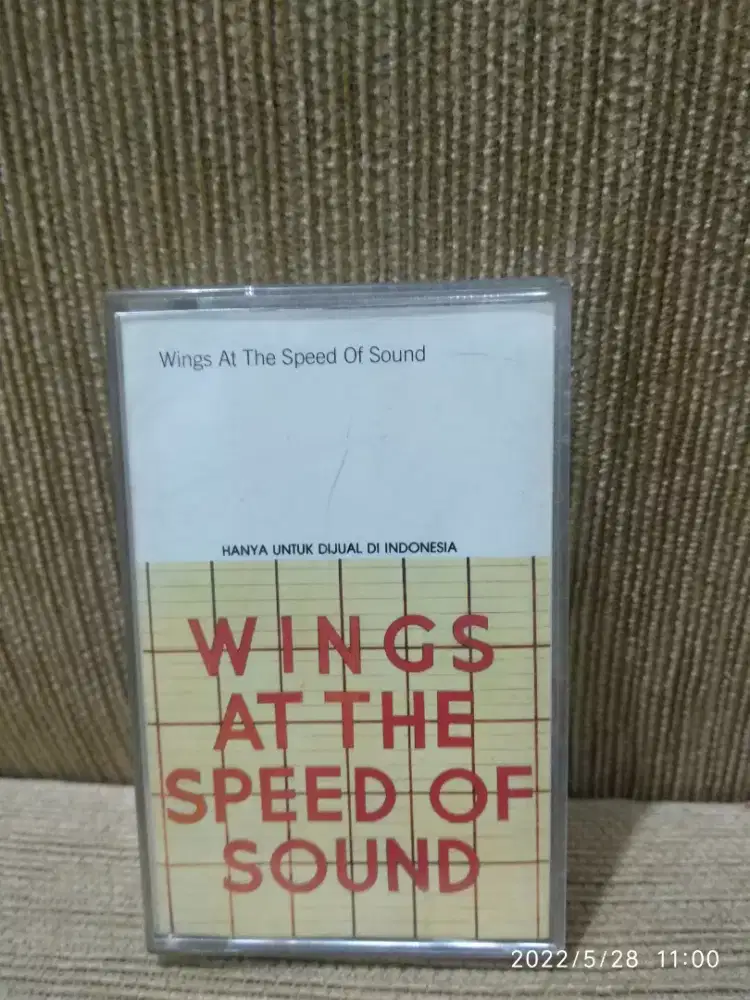 Wings At The Speed Of Sound
HANYA UNTUK DIJUAL DI INDONESIA
WINGS
AT THE
SPEED OF
SOUND
2022/5/28 11:00